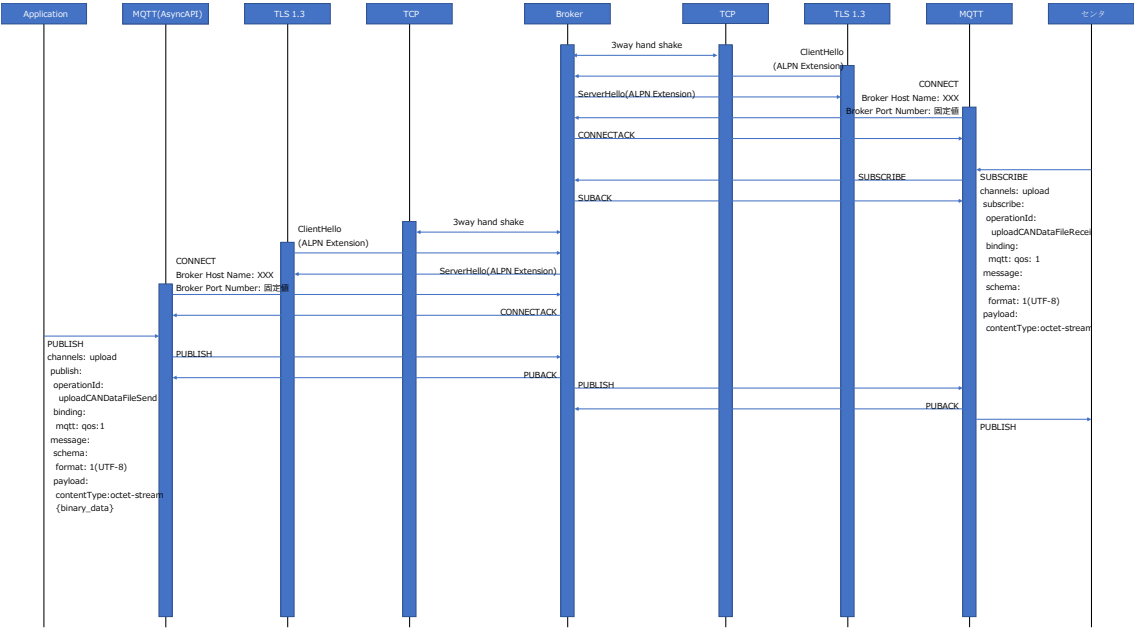 Application
MQTT(AsyncAPI)
TLS 1.3
TCP
Broker
TCP
TLS 1.3
MQTT
センタ
3way hand shake
ClientHello
(ALPN Extension)
ServerHello(ALPN Extension)
CONNECT
Broker Host Name: XXX
Broker Port Number: 固定値
CONNECTACK
SUBSCRIBE
SUBACK
SUBSCRIBE
channels: upload
subscribe:
operationId:
uploadCANDataFileRecei
binding:
mqtt: qos: 1
message:
schema:
format: 1(UTF-8)
payload:
contentType:octet-stream
3way hand shake
ClientHello
(ALPN Extension)
ServerHello(ALPN Extension)
CONNECT
Broker Host Name: XXX
Broker Port Number: 固定値
CONNECTACK
PUBLISH
channels: upload
publish:
operationId:
uploadCANDataFileSend
binding:
mqtt: qos:1
message:
schema:
format: 1(UTF-8)
payload:
contentType:octet-stream
{binary_data}
PUBLISH
PUBACK
PUBLISH
PUBACK
PUBLISH